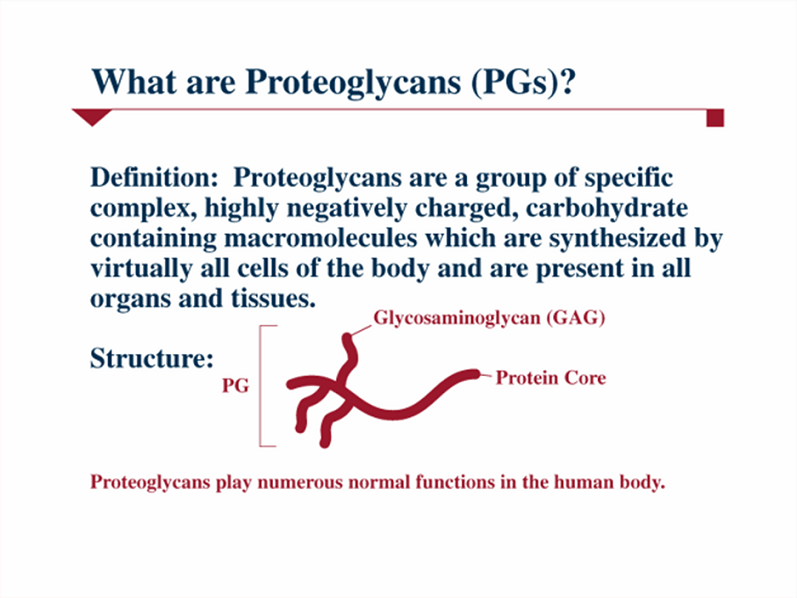 What are Proteoglycans (PGs)?
Definition:  Proteoglycans are a group of specific
complex, highly negatively charged, carbohydrate
containing macromolecules which are synthesized by
virtually all cells of the body and are present in all
organs and tissues.
Glycosaminoglycan (GAG)
Structure:
Protein Core
PG
Proteoglycans play numerous normal functions in the human body.